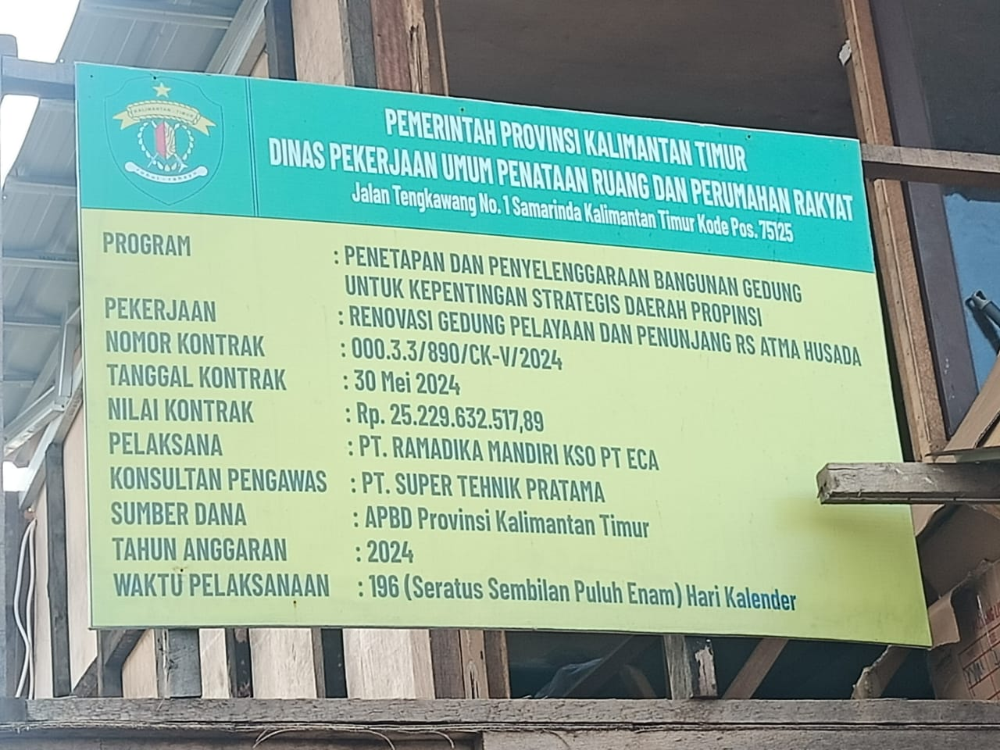 KALIMANTAN TIMUR
PEMERINTAH PROVINSI KALIMANTAN TIMUR
DINAS PEKERJAAN UMUM PENATAAN RUANG DAN PERUMAHAN RAKYAT
Jalan Tengkawang No. 1 Samarinda Kalimantan Timur Kode Pos. 75125
PROGRAM : PENETAPAN DAN PENYELENGGARAAN BANGUNAN GEDUNG
UNTUK KEPENTINGAN STRATEGIS DAERAH PROPINSI
PEKERJAAN : RENOVASI GEDUNG PELAYAAN DAN PENUNJANG RS ATMA HUSADA
NOMOR KONTRAK : 000.3.3/890/CK-V/2024
TANGGAL KONTRAK : 30 Mei 2024
NILAI KONTRAK : Rp. 25.229.632.517,89
PELAKSANA : PT. RAMADIKA MANDIRI KSO PT ECA
KONSULTAN PENGAWAS : PT. SUPER TEHNIK PRATAMA
SUMBER DANA : APBD Provinsi Kalimantan Timur
TAHUN ANGGARAN : 2024
WAKTU PELAKSANAAN : 196 (Seratus Sembilan Puluh Enam) Hari Kalender